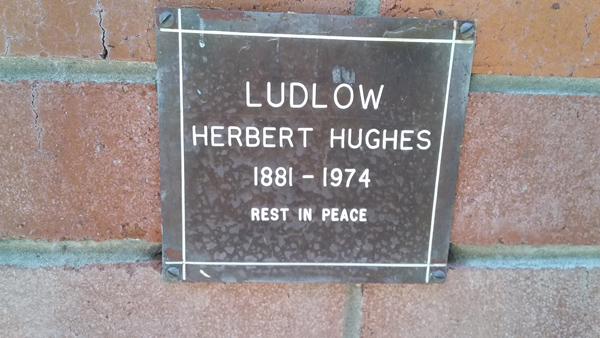 LUDLOW
HERBERT HUGHES
1881 - 1974
REST IN PEACE